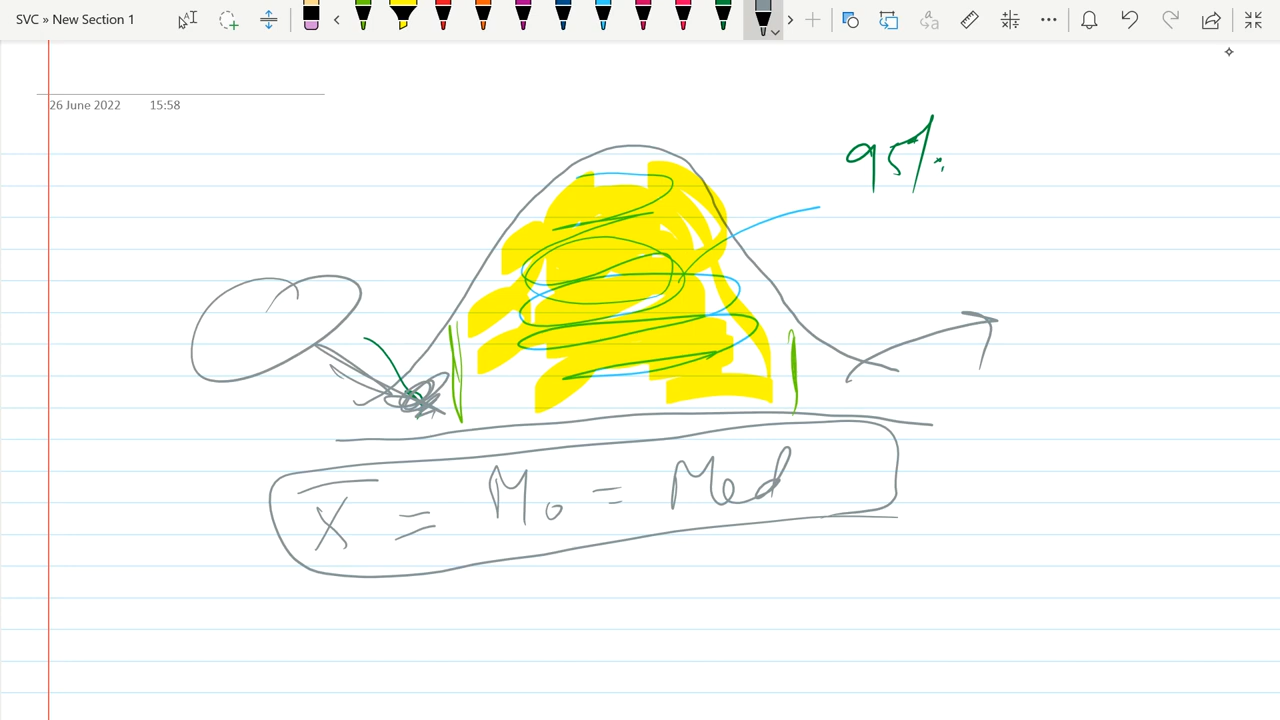 SVC » New Section 1
26 June 2022 15:58
95%
X̅ = Mo = Med